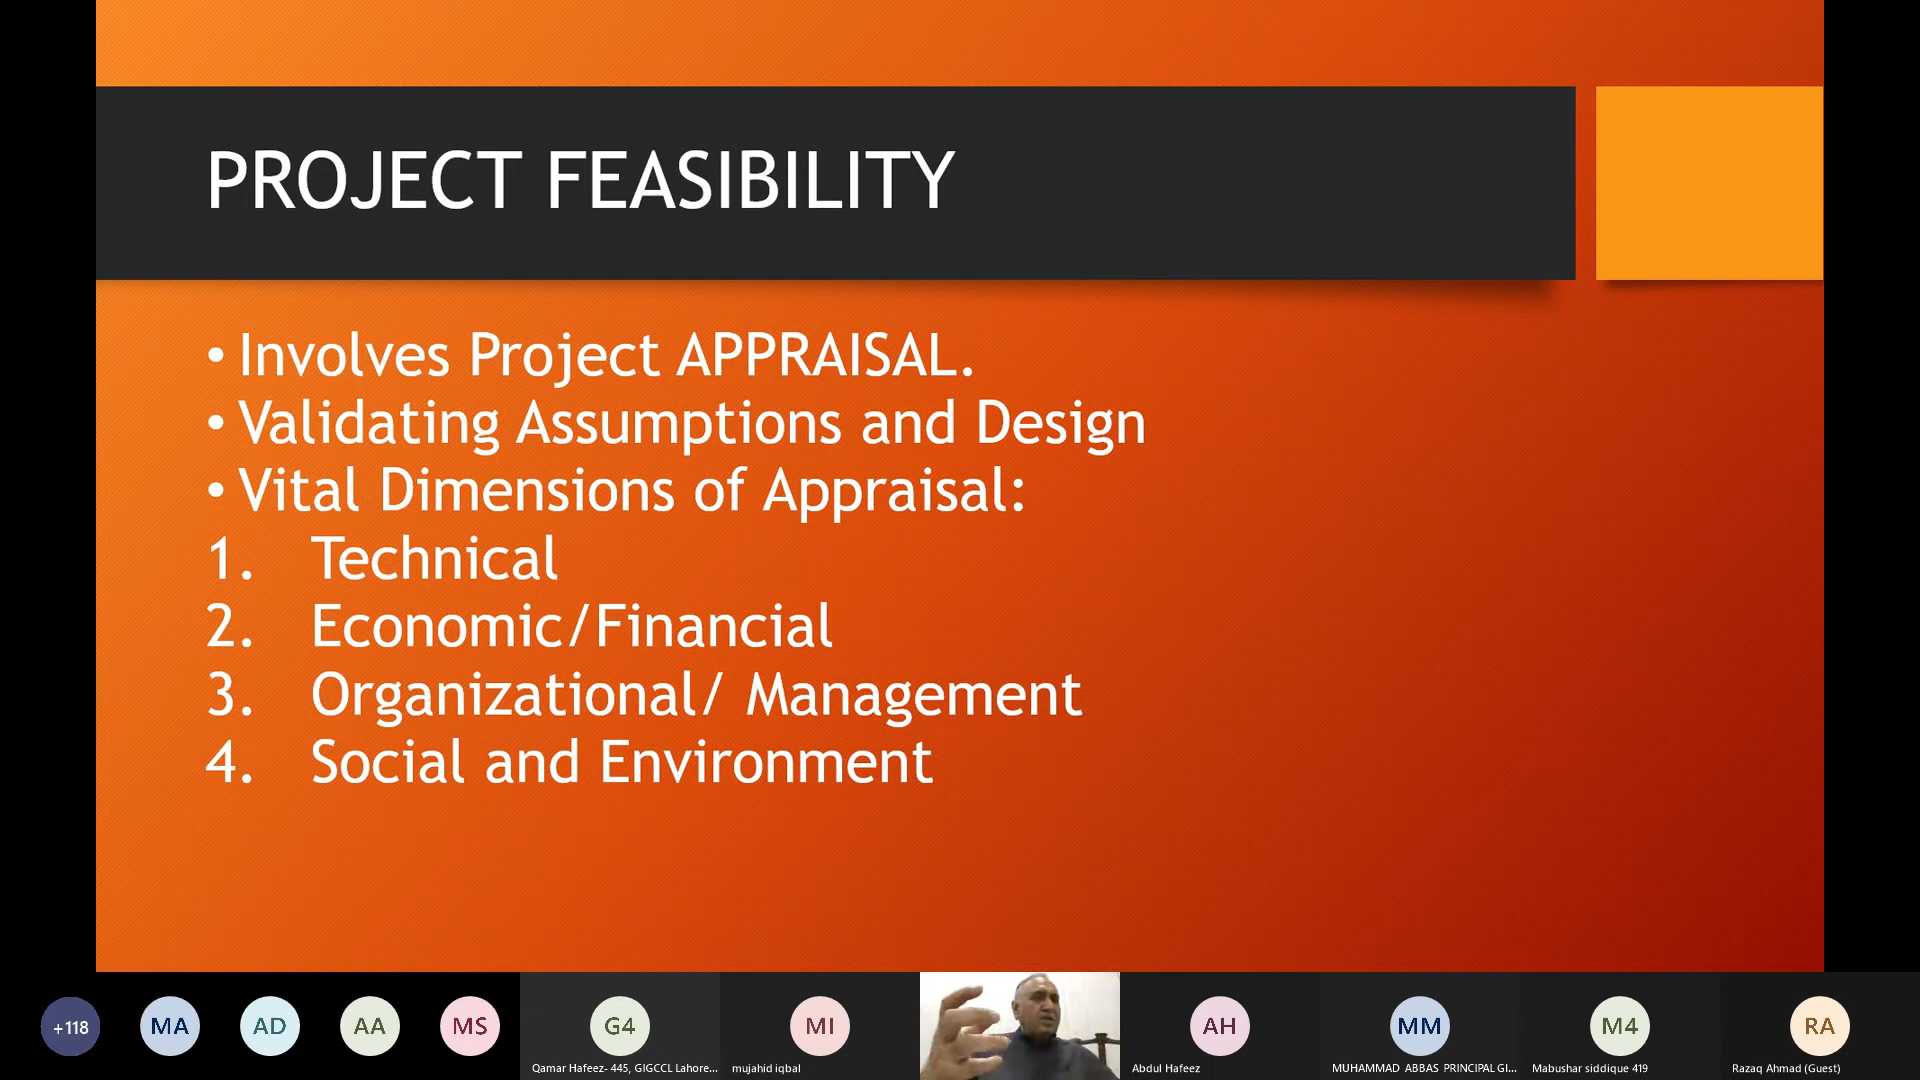 PROJECT FEASIBILITY
• Involves Project APPRAISAL.
• Validating Assumptions and Design
• Vital Dimensions of Appraisal:
1. Technical
2. Economic/Financial
3. Organizational/ Management
4. Social and Environment
+118
MA
AD
AA
MS
G4
MI
AH
MM
M4
RA
Qamar Hafeez- 445, GIGCCL Lahore...
mujahid iqbal
Abdul Hafeez
MUHAMMAD ABBAS PRINCIPAL GI...
Mabushar siddique 419
Razaq Ahmad (Guest)